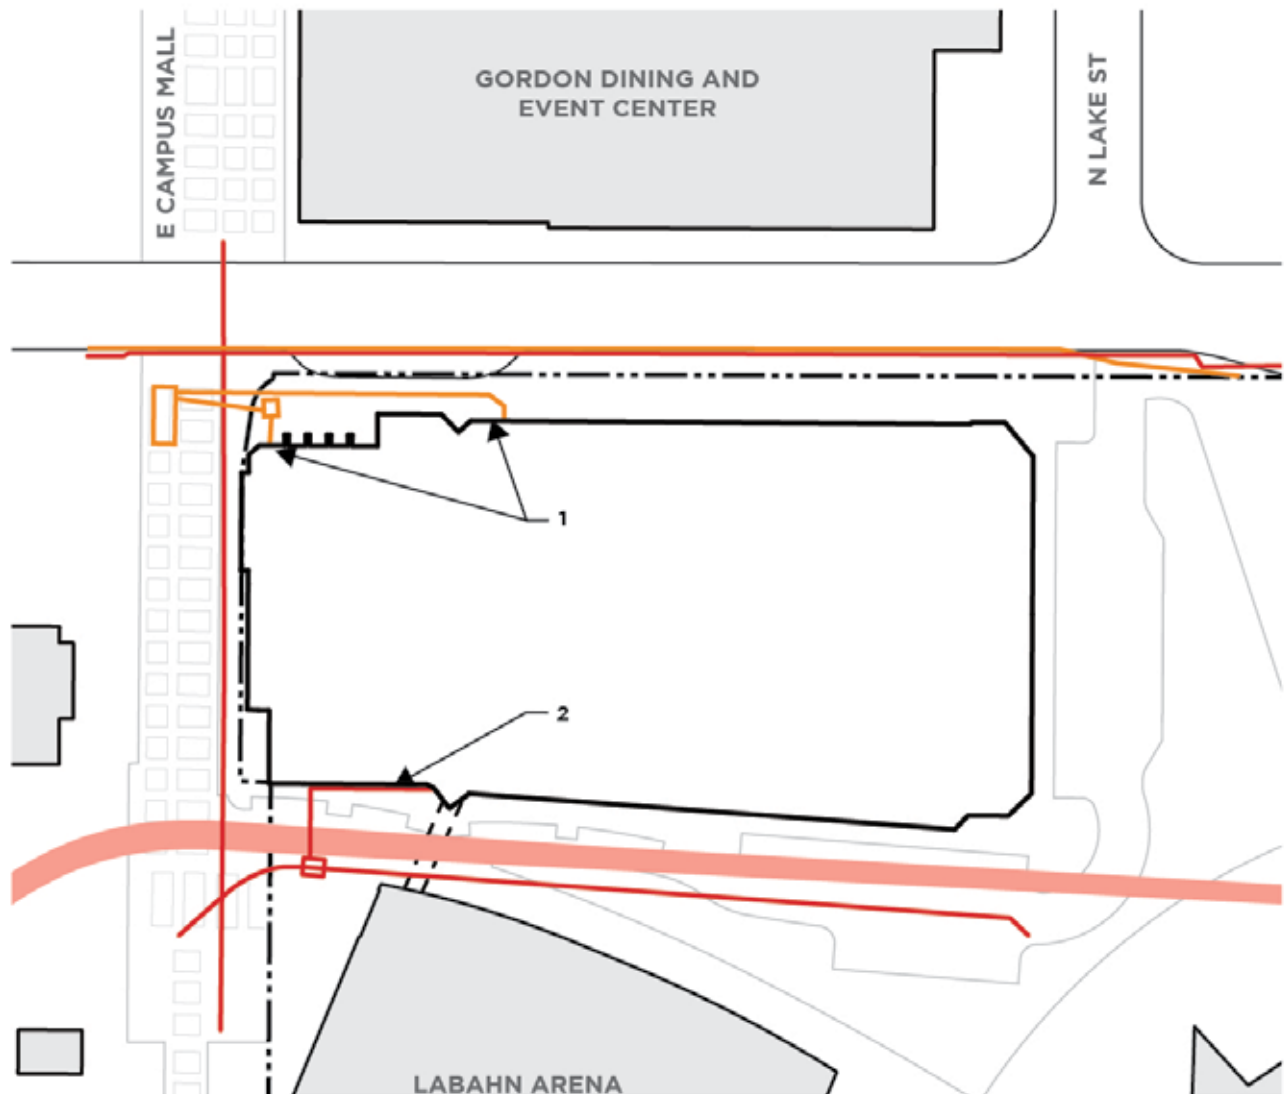 E CAMPUS MALL
GORDON DINING AND
EVENT CENTER
N LAKE ST
1
2
LABAHN ARENA